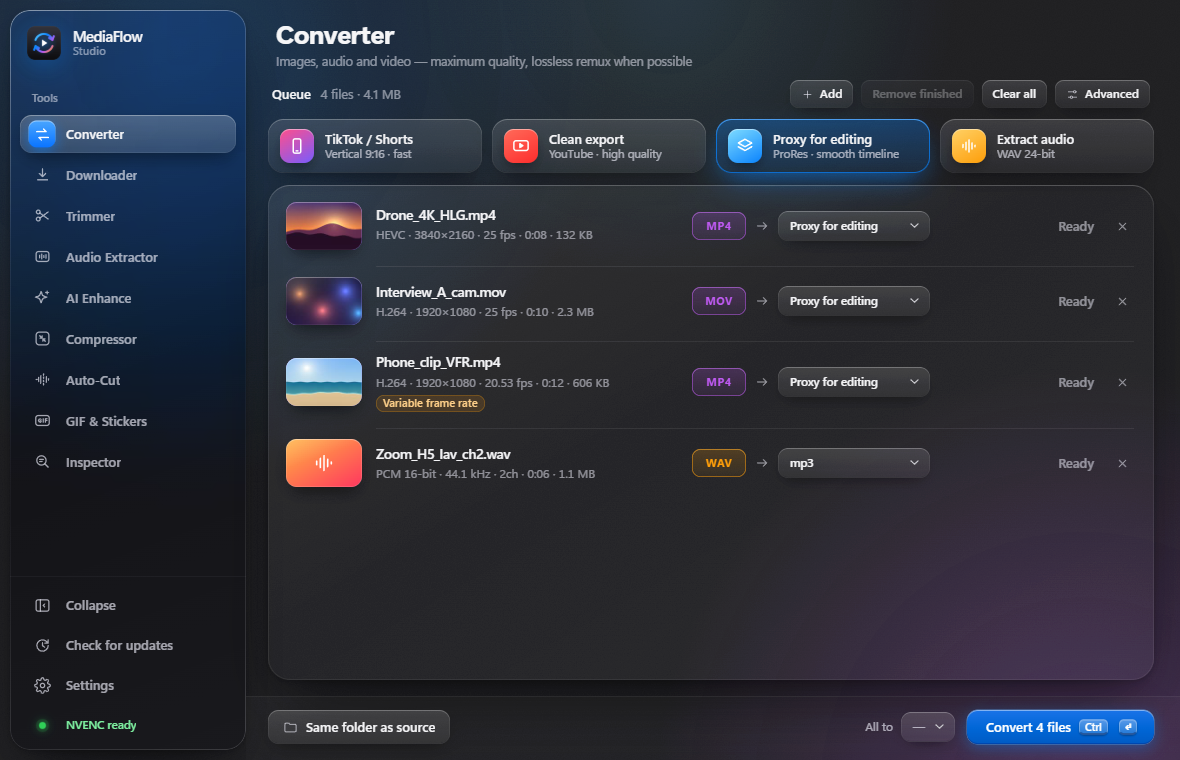 MediaFlow
Studio
Tools
Converter
Downloader
Trimmer
Audio Extractor
AI Enhance
Compressor
Auto-Cut
GIF & Stickers
Inspector
Collapse
Check for updates
Settings
NVENC ready
Converter
Images, audio and video — maximum quality, lossless remux when possible
Queue 4 files · 4.1 MB
+ Add Remove finished Clear all Advanced
TikTok / Shorts
Vertical 9:16 · fast
Clean export
YouTube · high quality
Proxy for editing
ProRes · smooth timeline
Extract audio
WAV 24-bit
Drone_4K_HLG.mp4
HEVC · 3840×2160 · 25 fps · 0:08 · 132 KB
MP4 → Proxy for editing Ready ×
Interview_A_cam.mov
H.264 · 1920×1080 · 25 fps · 0:10 · 2.3 MB
MOV → Proxy for editing Ready ×
Phone_clip_VFR.mp4
H.264 · 1920×1080 · 20.53 fps · 0:12 · 606 KB
Variable frame rate
MP4 → Proxy for editing Ready ×
Zoom_H5_lav_ch2.wav
PCM 16-bit · 44.1 kHz · 2ch · 0:06 · 1.1 MB
WAV → mp3 Ready ×
Same folder as source
All to —
Convert 4 files Ctrl ⏎